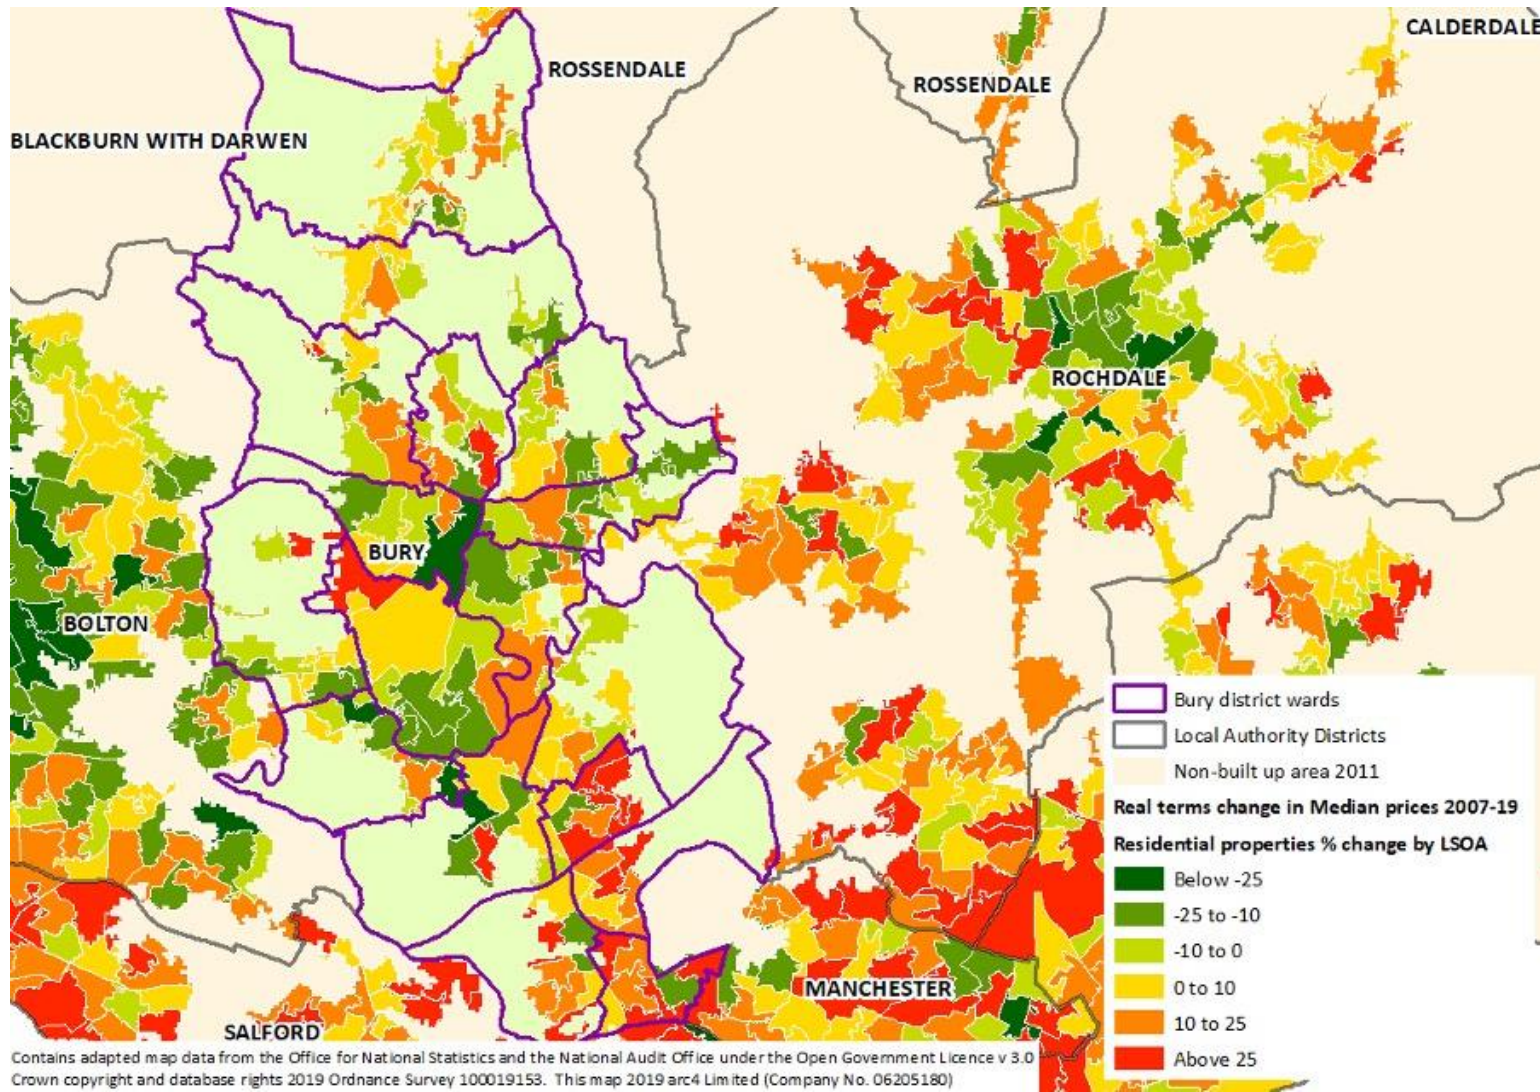 CALDERDALE
ROSSENDALE
ROSSENDALE
BLACKBURN WITH DARWEN
ROCHDALE
BURY
BOLTON
MANCHESTER
SALFORD
Bury district wards
Local Authority Districts
Non-built up area 2011
Real terms change in Median prices 2007-19
Residential properties % change by LSOA
Below -25
-25 to -10
-10 to 0
0 to 10
10 to 25
Above 25
Contains adapted map data from the Office for National Statistics and the National Audit Office under the Open Government Licence v 3.0
Crown copyright and database rights 2019 Ordnance Survey 100019153. This map 2019 arc4 Limited (Company No. 06205180)